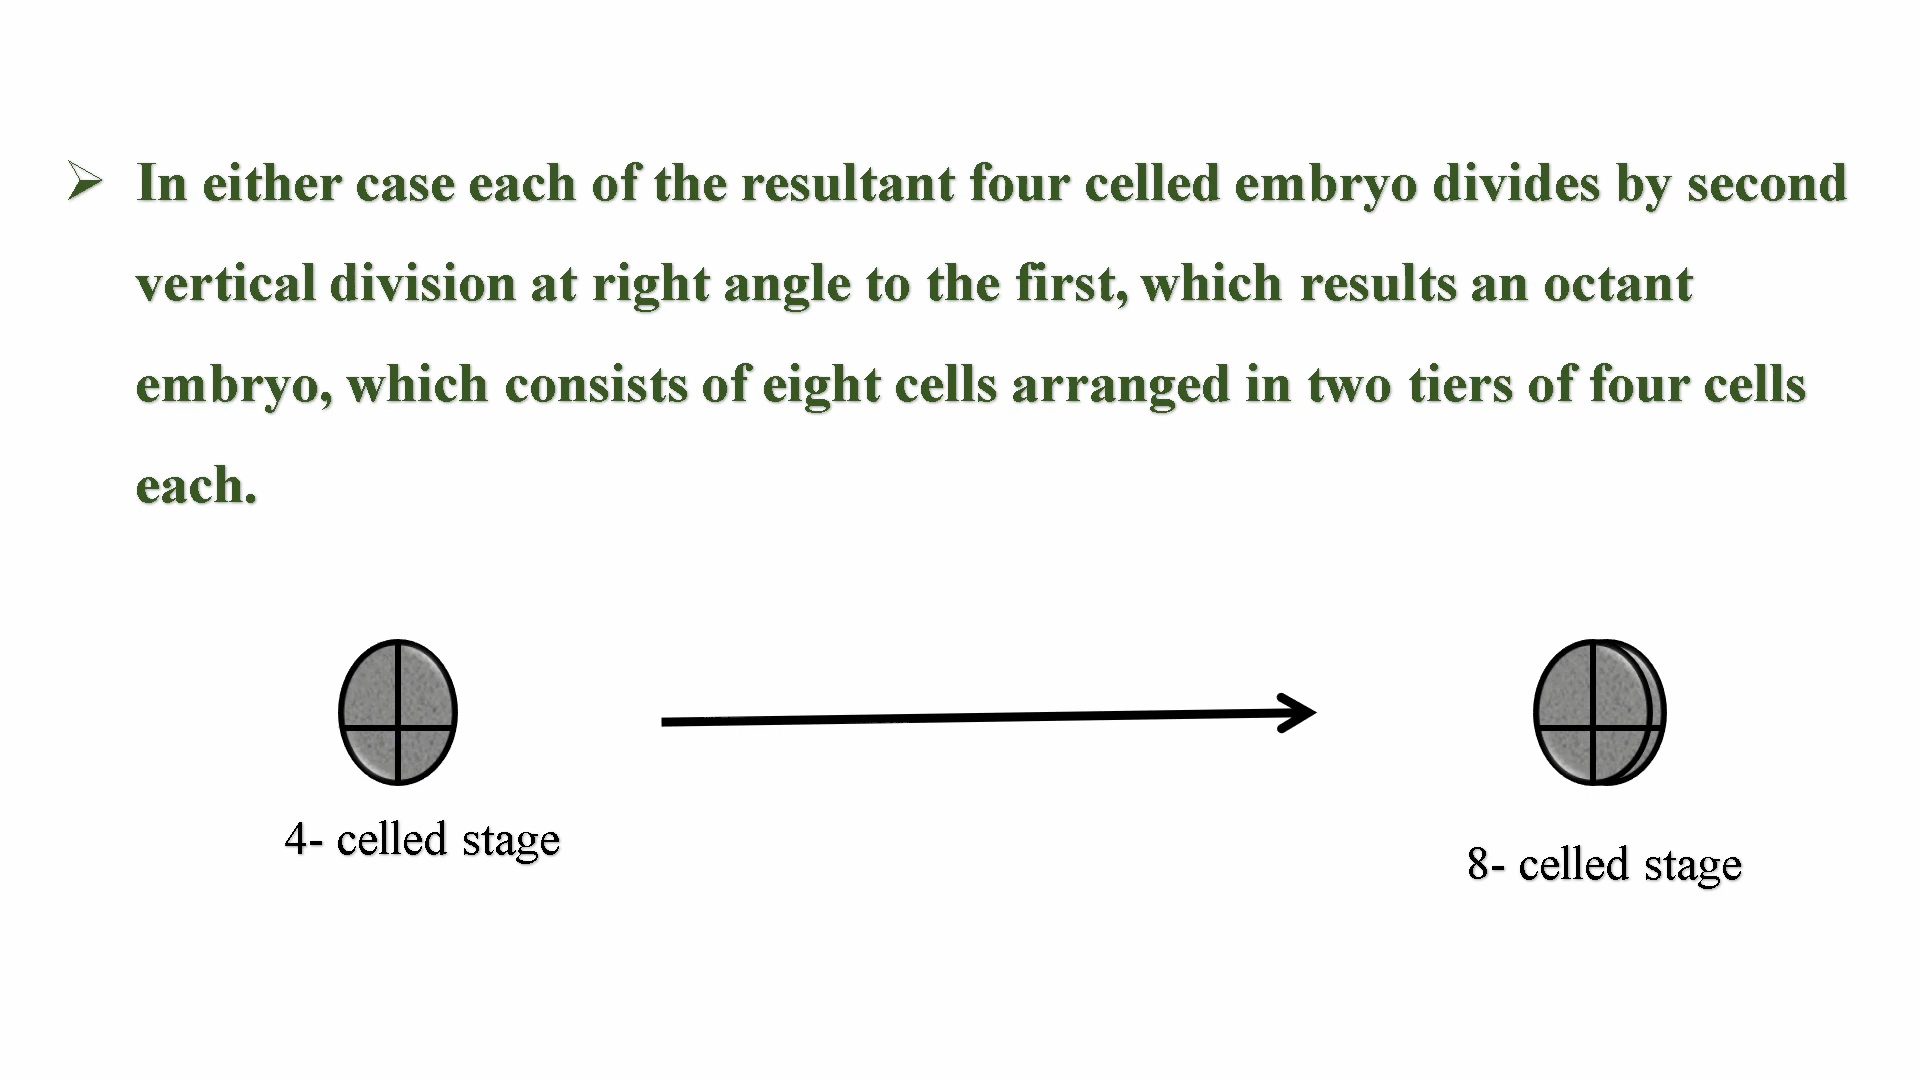 ➢ In either case each of the resultant four celled embryo divides by second
vertical division at right angle to the first, which results an octant
embryo, which consists of eight cells arranged in two tiers of four cells
each.
4- celled stage
8- celled stage